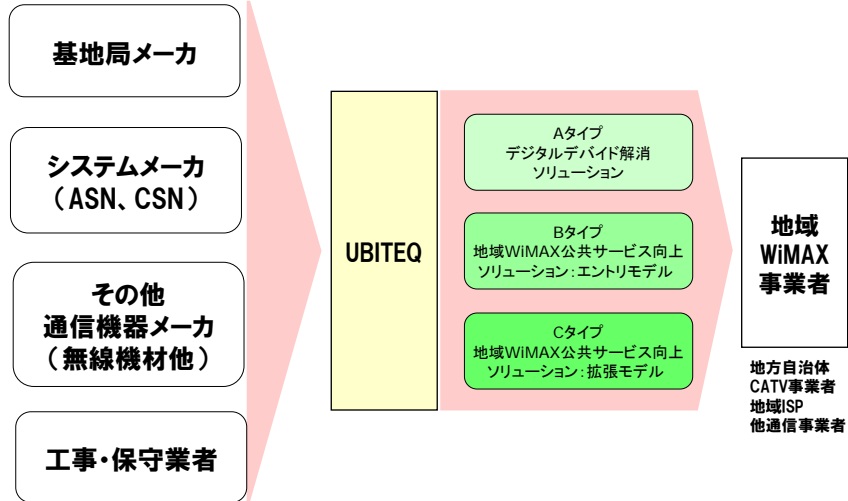 基地局メーカ
システムメーカ
（ASN、CSN）
その他
通信機器メーカ
（無線機材他）
工事・保守業者
UBITEQ
Aタイプ
デジタルデバイド解消
ソリューション
Bタイプ
地域WiMAX公共サービス向上
ソリューション：エントリモデル
Cタイプ
地域WiMAX公共サービス向上
ソリューション：拡張モデル
地域
WiMAX
事業者
地方自治体
CATV事業者
地域ISP
他通信事業者